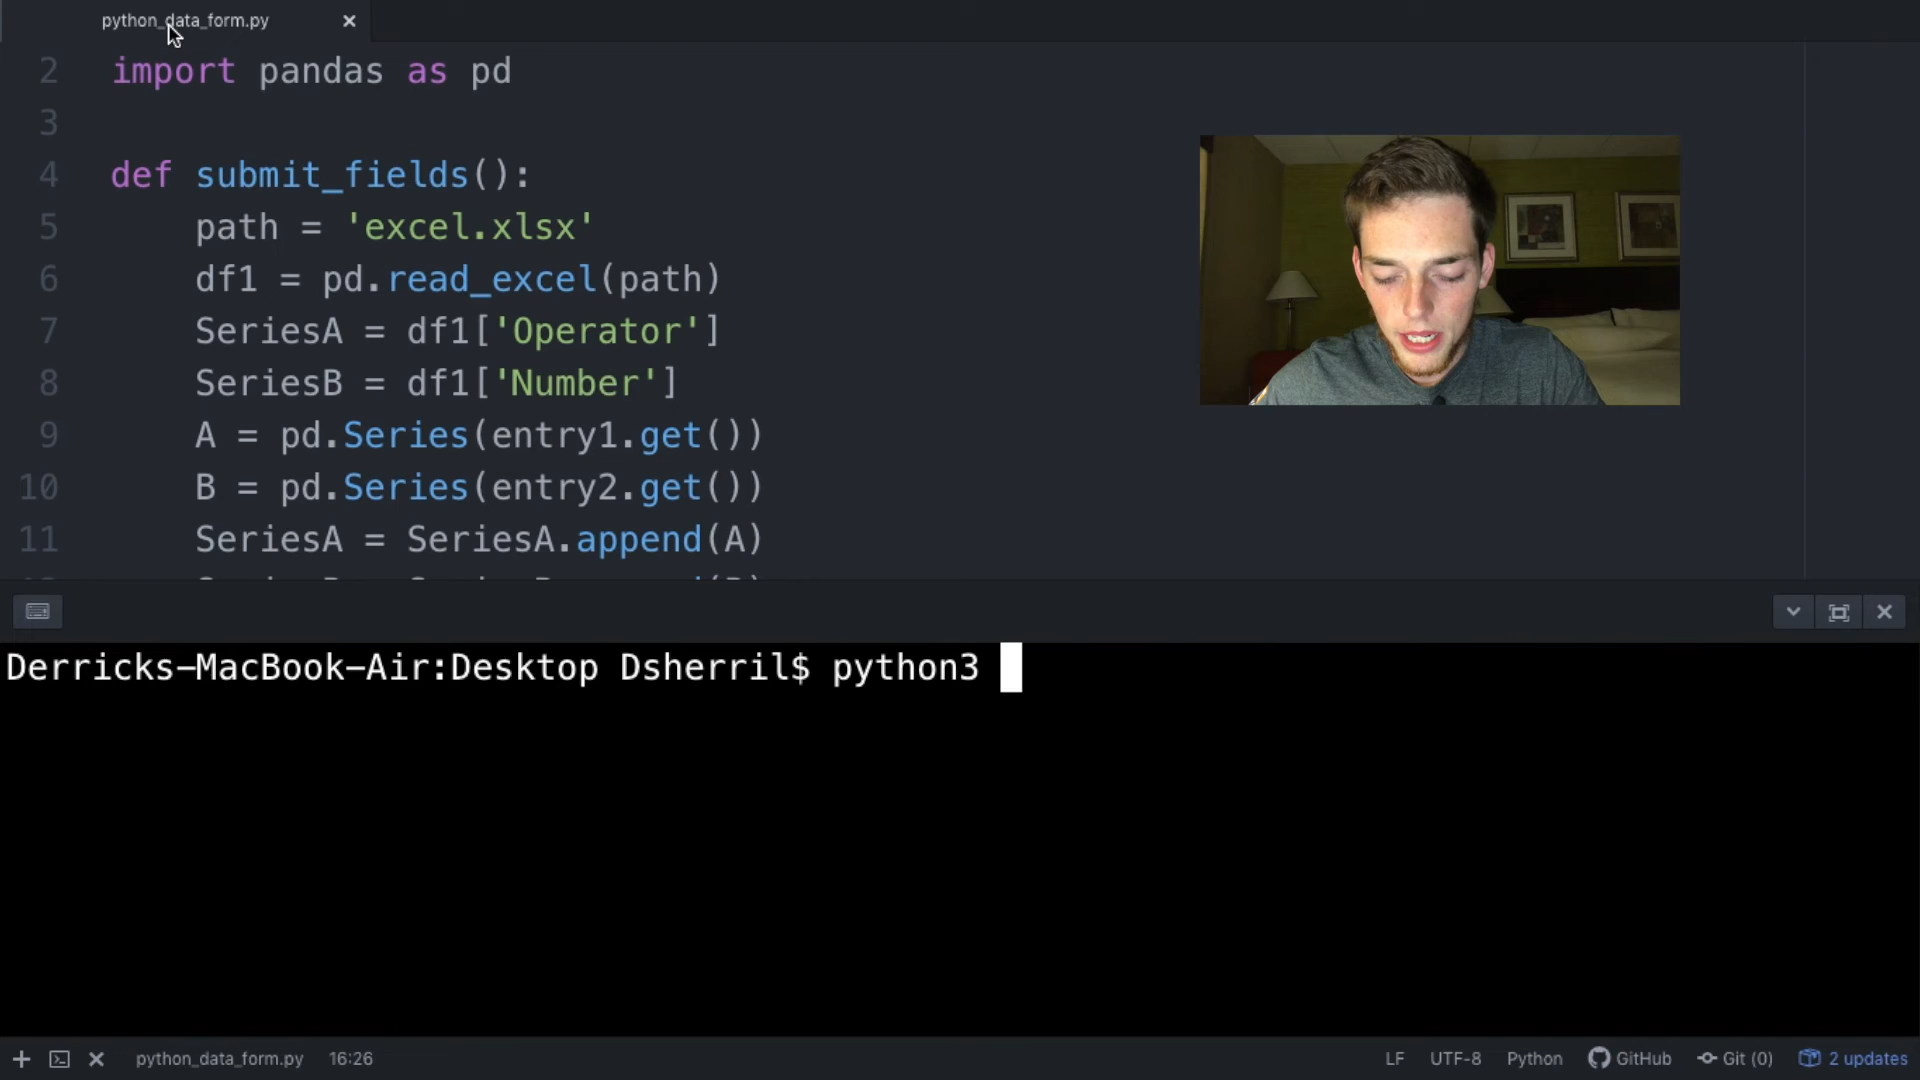 python_data_form.py
2 import pandas as pd
3
4 def submit_fields():
5 path = 'excel.xlsx'
6 df1 = pd.read_excel(path)
7 SeriesA = df1['Operator']
8 SeriesB = df1['Number']
9 A = pd.Series(entry1.get())
10 B = pd.Series(entry2.get())
11 SeriesA = SeriesA.append(A)
Derricks-MacBook-Air:Desktop Dsherril$ python3
python_data_form.py 16:26 LF UTF-8 Python GitHub Git (0) 2 updates